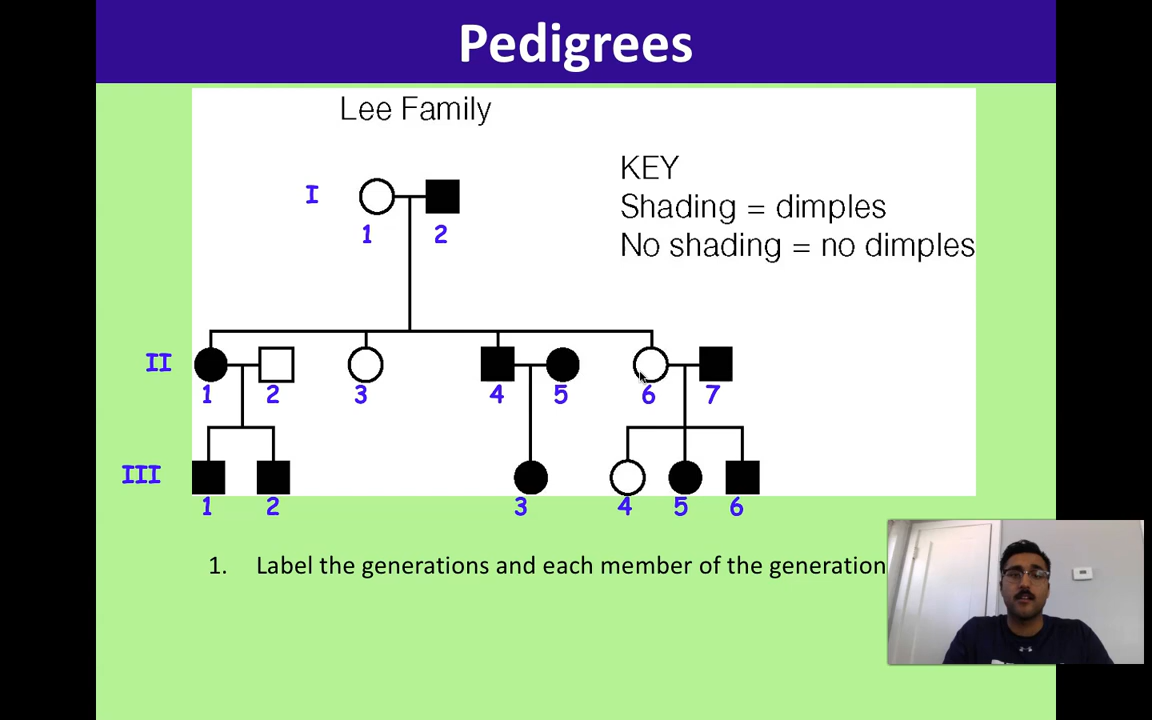 Pedigrees
Lee Family
KEY
Shading = dimples
No shading = no dimples
I
1 2
II
1 2 3 4 5 6 7
III
1 2 3 4 5 6
1. Label the generations and each member of the generation